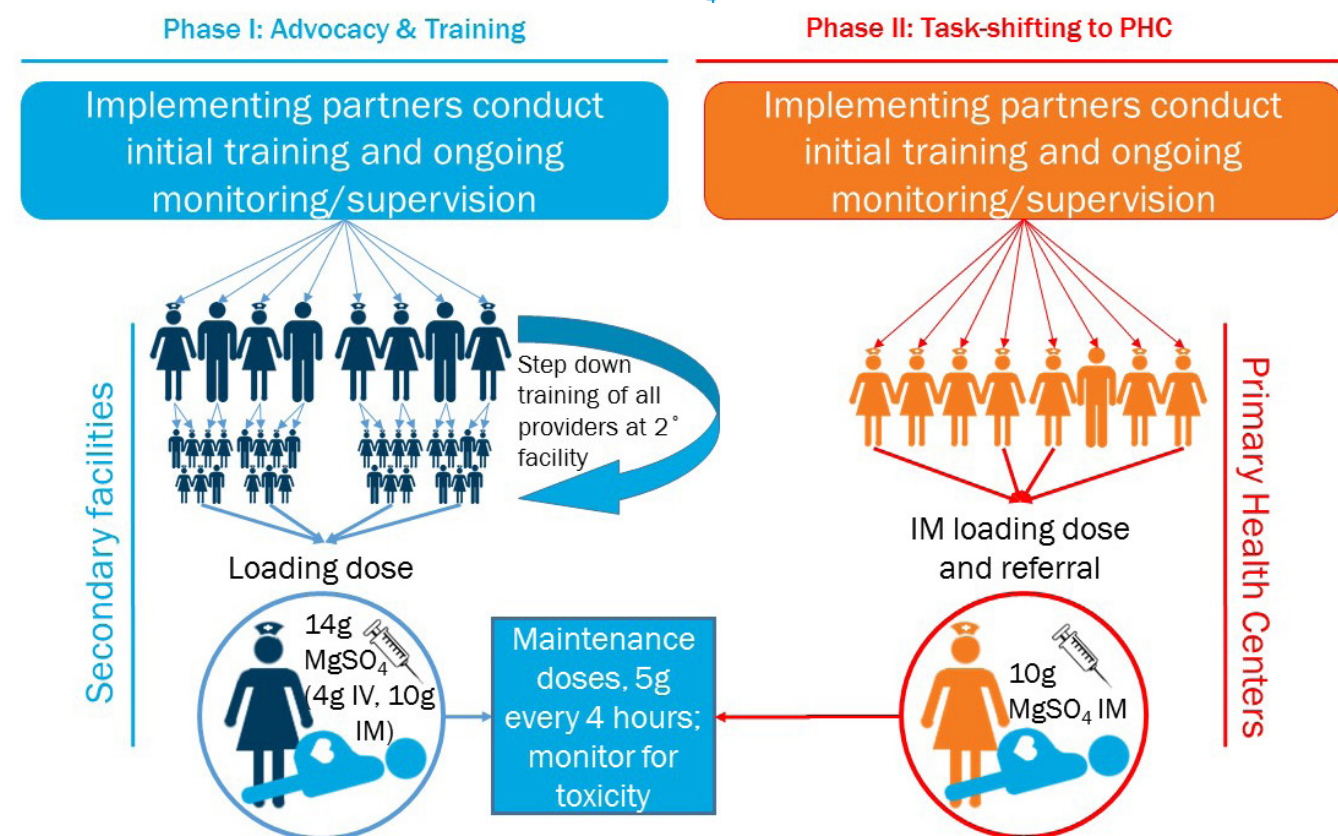 4
Phase I: Advocacy & Training
Phase II: Task-shifting to PHC
Implementing partners conduct
initial training and ongoing
monitoring/supervision
Implementing partners conduct
initial training and ongoing
monitoring/supervision
Secondary facilities
Step down
training of all
providers at 2˚
facility
Primary Health Centers
Loading dose
IM loading dose
and referral
14g
MgSO₄
(4g IV, 10g
IM)
Maintenance
doses, 5g
every 4 hours;
monitor for
toxicity
10g
MgSO₄ IM